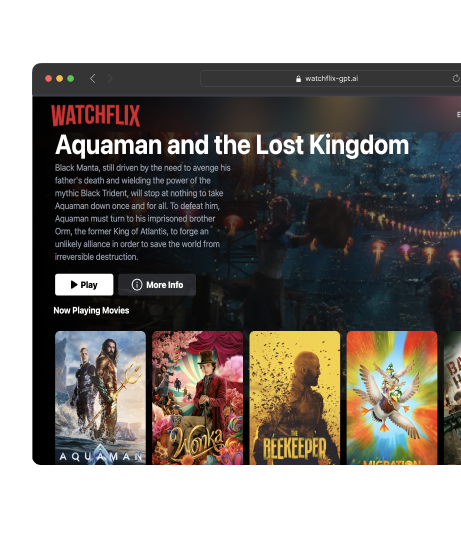 watchflix-gpt.ai
WATCHFLIX
E
Aquaman and the Lost Kingdom
Black Manta, still driven by the need to avenge his
father's death and wielding the power of the
mythic Black Trident, will stop at nothing to take
Aquaman down once and for all. To defeat him,
Aquaman must turn to his imprisoned brother
Orm, the former King of Atlantis, to forge an
unlikely alliance in order to save the world from
irreversible destruction.
Play
More Info
Now Playing Movies
AQUAMAN
Wonka
THE
BEEKEEPER
MIGRATION
BA